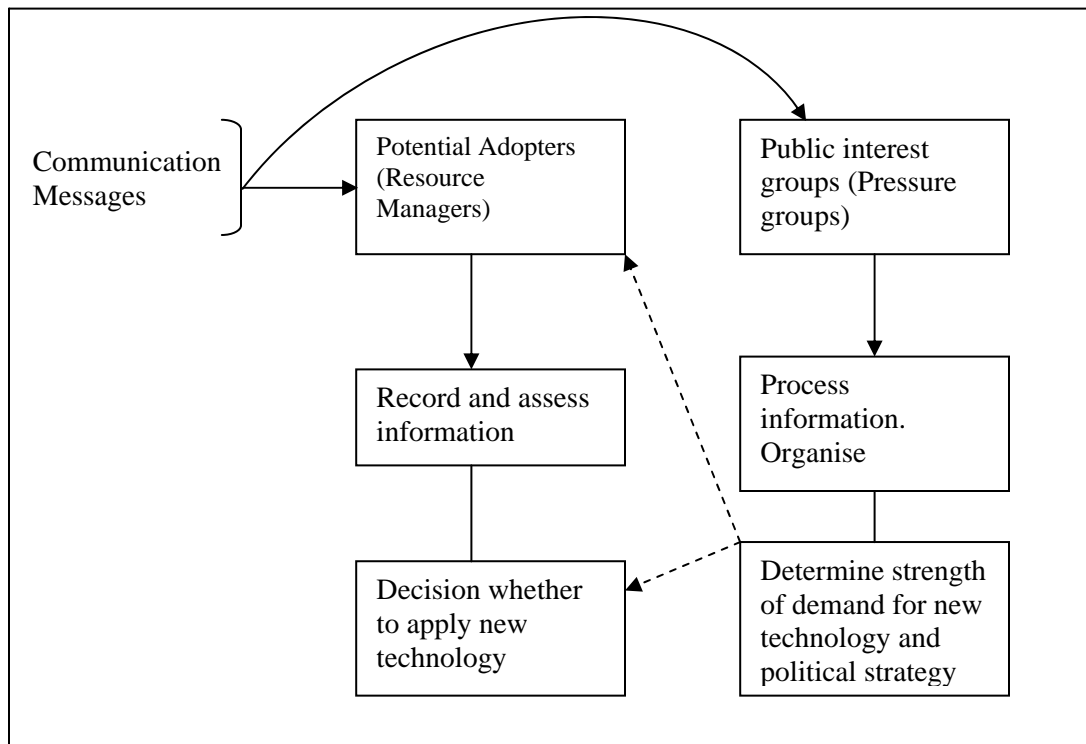 Communication
Messages
Potential Adopters
(Resource
Managers)
Public interest
groups (Pressure
groups)
Record and assess
information
Process
information.
Organise
Decision whether
to apply new
technology
Determine strength
of demand for new
technology and
political strategy